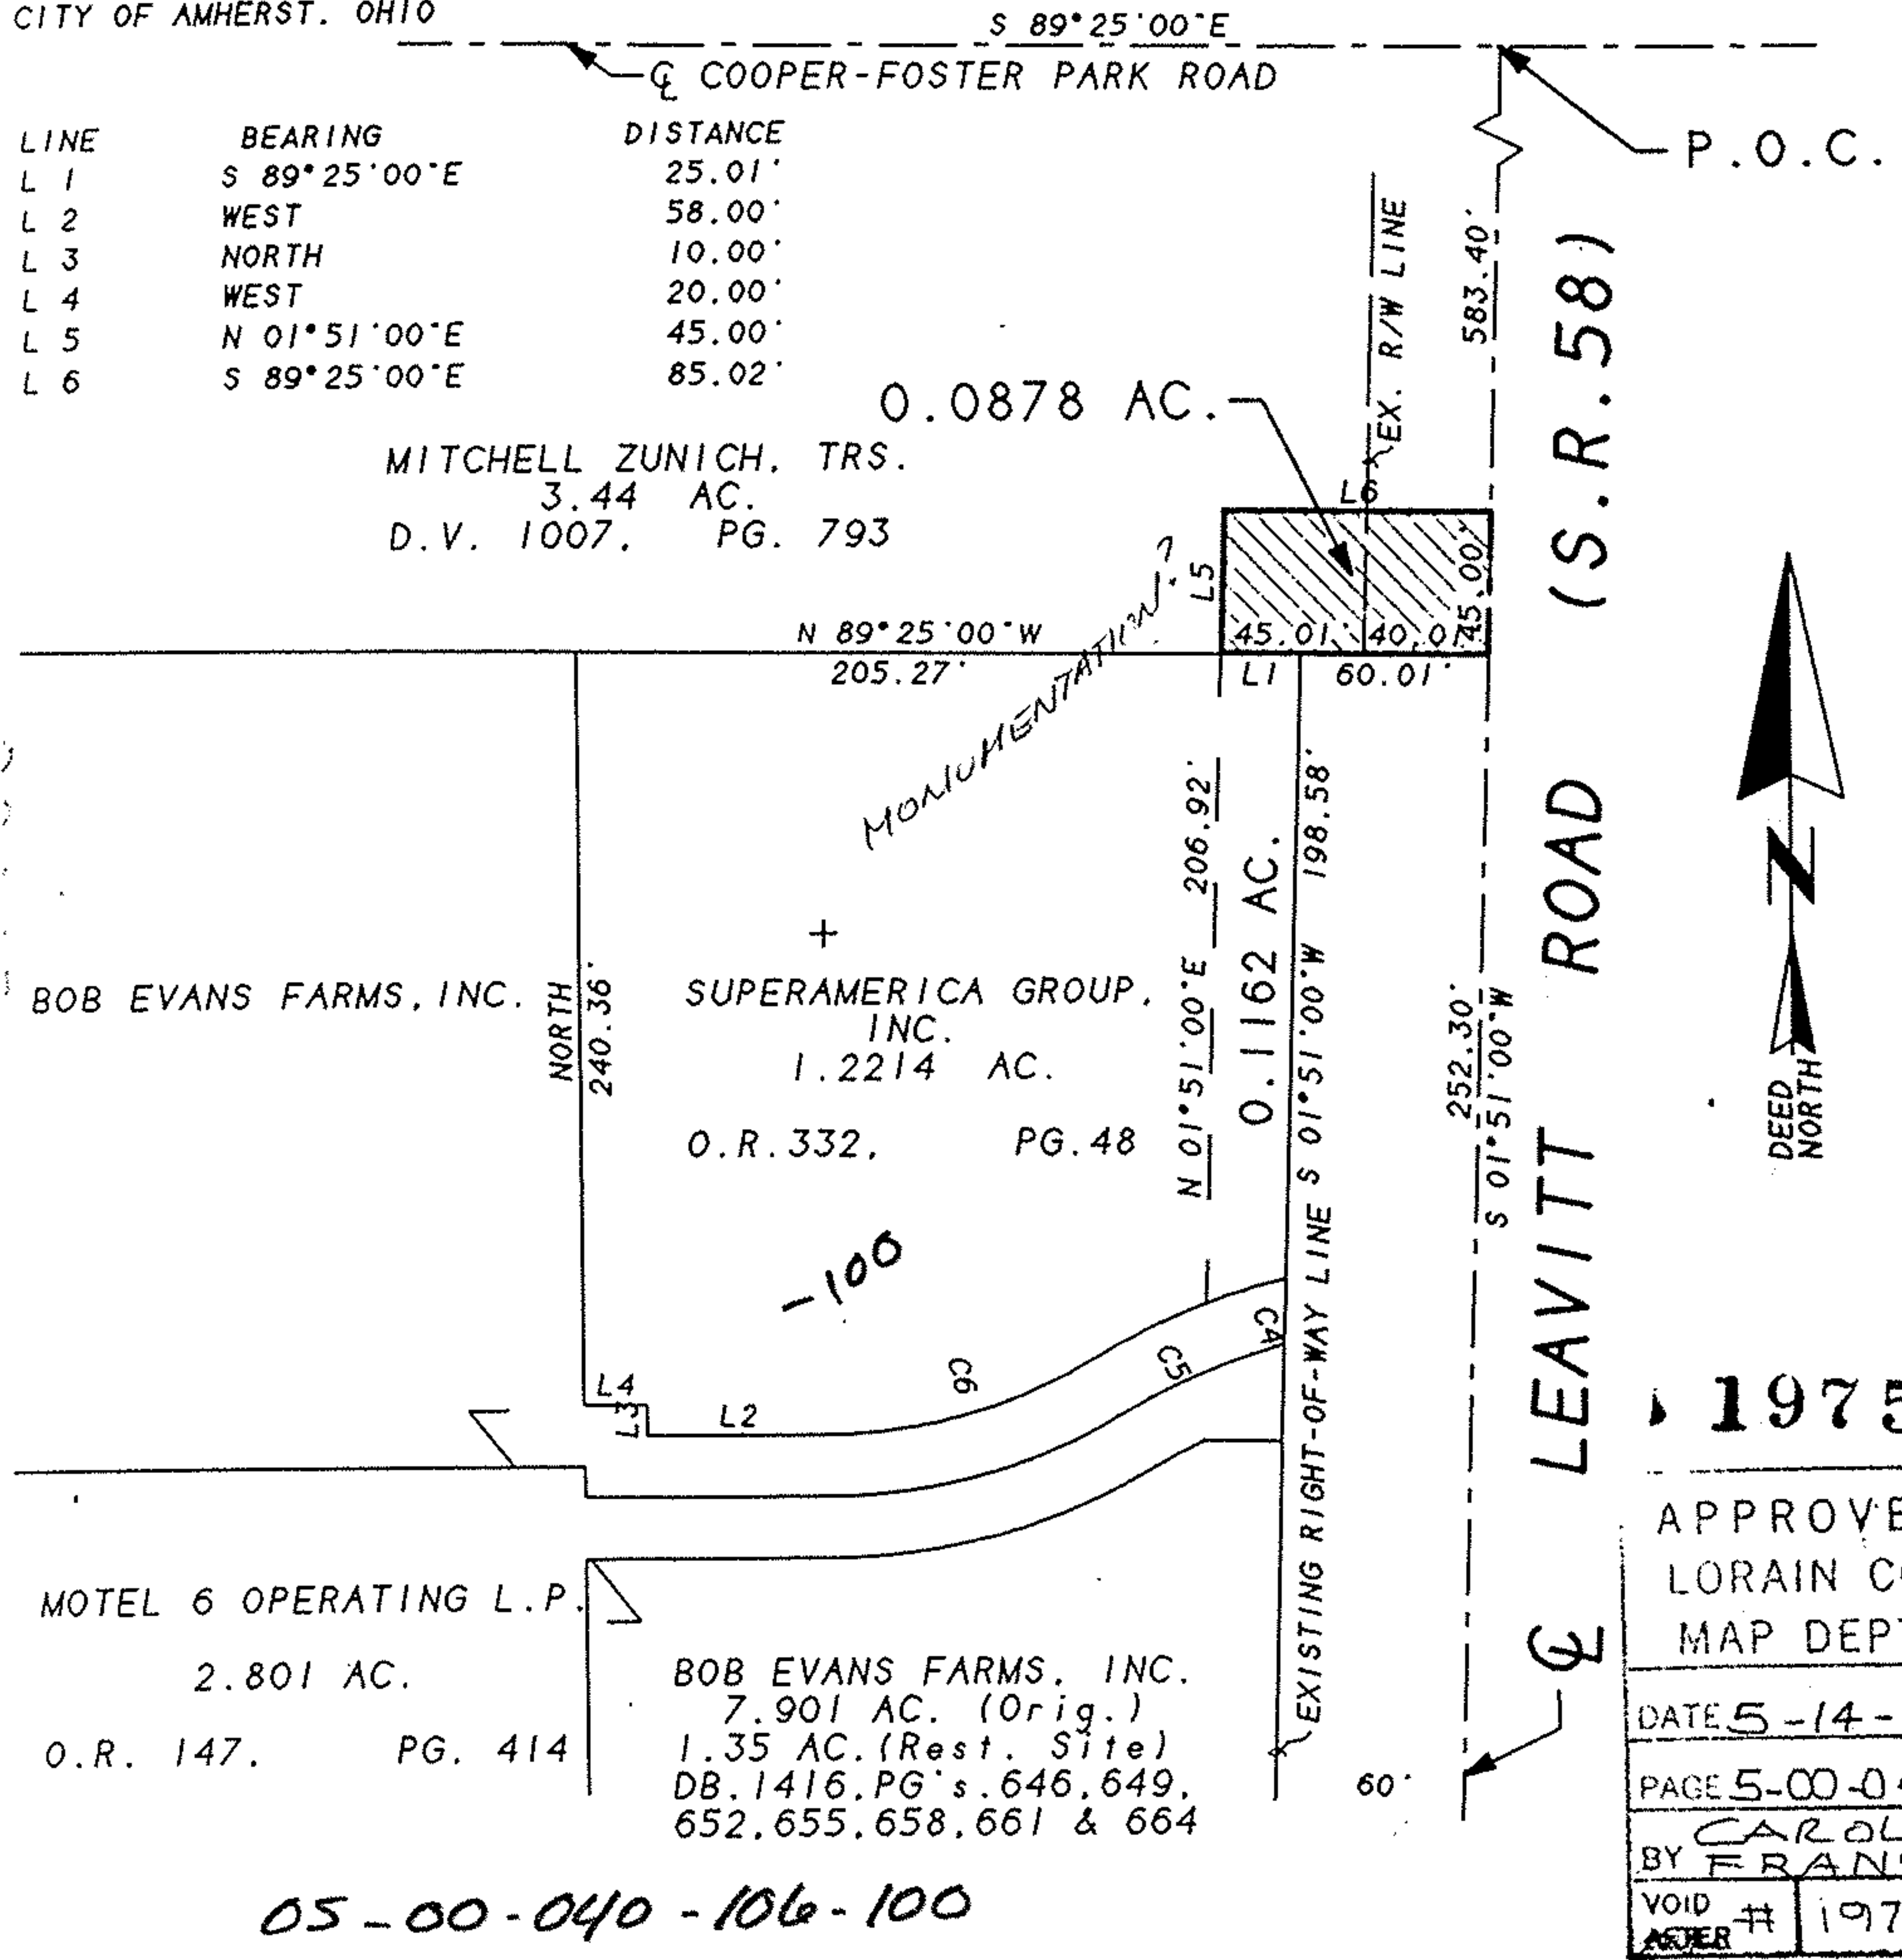 CITY OF AMHERST. OHIO
S 89°25'00"E
℄ COOPER-FOSTER PARK ROAD
P.O.C.
LINE BEARING DISTANCE
L 1 S 89°25'00"E 25.01'
L 2 WEST 58.00'
L 3 NORTH 10.00'
L 4 WEST 20.00'
L 5 N 01°51'00"E 45.00'
L 6 S 89°25'00"E 85.02'
EX. R/W LINE
583.40'
0.0878 AC.
MITCHELL ZUNICH, TRS.
3.44 AC.
D.V. 1007, PG. 793
L6
L5
45.00'
45.01' 40.01'
N 89°25'00"W
205.27'
L1 60.01'
MONUMENTATION?
N 01°51'00"E 206.92'
0.1162 AC.
EXISTING RIGHT-OF-WAY LINE S 01°51'00"W 198.58'
252.30'
S 01°51'00"W
℄ LEAVITT ROAD (S.R.58)
N
DEED
NORTH
BOB EVANS FARMS, INC.
NORTH
240.36'
+
SUPERAMERICA GROUP,
INC.
1.2214 AC.
O.R.332, PG.48
-100
C4
C5
C6
L4
L3
L2
MOTEL 6 OPERATING L.P.
2.801 AC.
O.R. 147. PG. 414
BOB EVANS FARMS, INC.
7.901 AC. (Orig.)
1.35 AC.(Rest. Site)
DB.1416,PG's.646,649,
652,655,658,661 & 664
60'
1975
APPROVE
LORAIN C
MAP DEPT
DATE 5-14-
PAGE 5-00-04
BY CAROL
FRANS
VOID
AFTER # 197
05-00-040-106-100